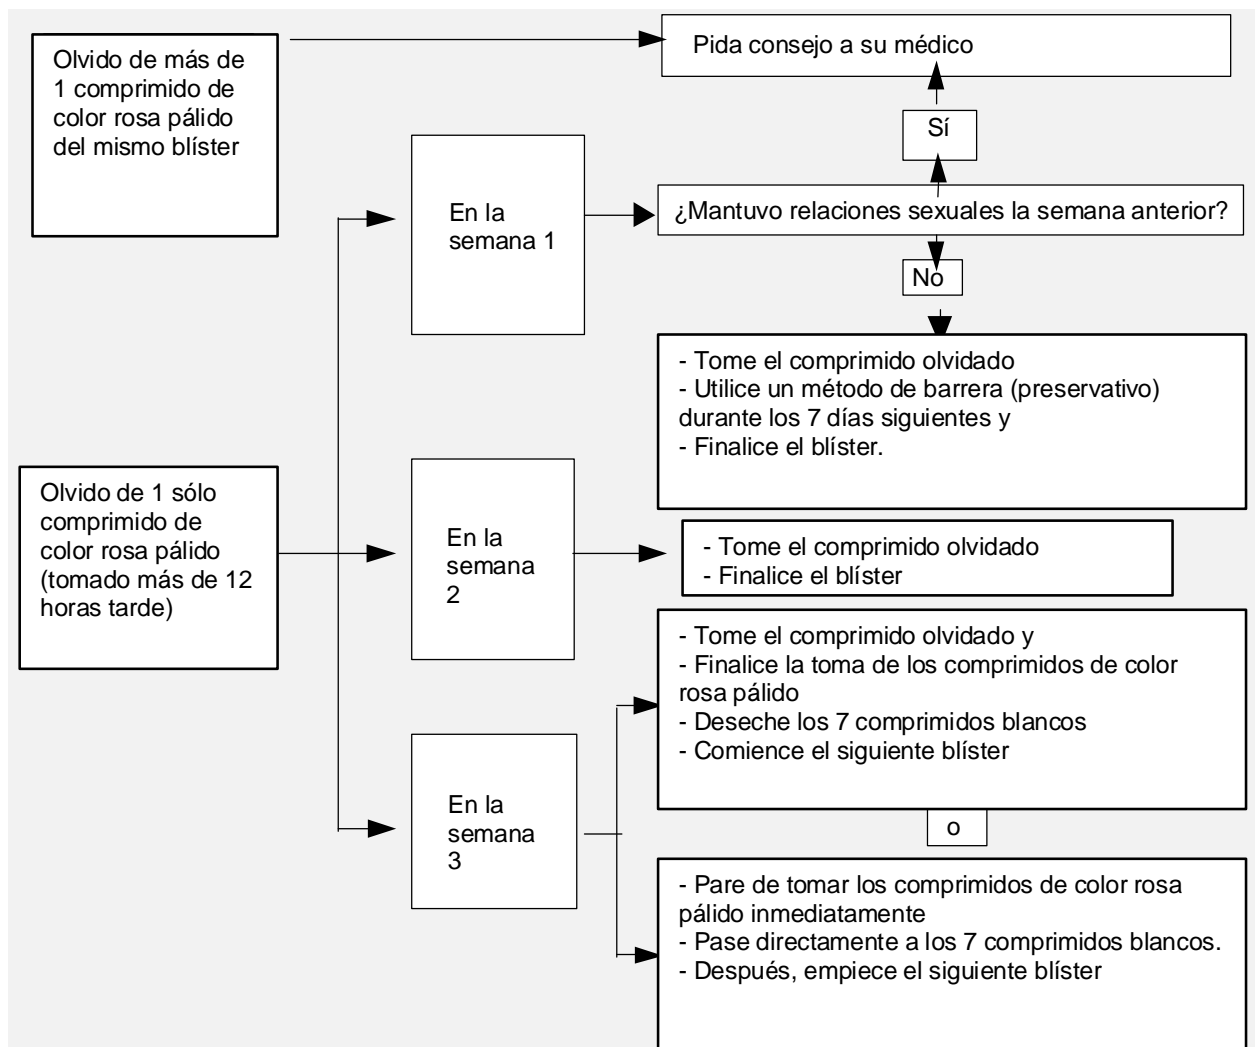 Olvido de más de
1 comprimido de
color rosa pálido
del mismo blíster
Pida consejo a su médico
Sí
En la
semana 1
¿Mantuvo relaciones sexuales la semana anterior?
No
- Tome el comprimido olvidado
- Utilice un método de barrera (preservativo)
durante los 7 días siguientes y
- Finalice el blíster.
Olvido de 1 sólo
comprimido de
color rosa pálido
(tomado más de 12
horas tarde)
En la
semana
2
- Tome el comprimido olvidado
- Finalice el blíster
- Tome el comprimido olvidado y
- Finalice la toma de los comprimidos de color
rosa pálido
- Deseche los 7 comprimidos blancos
- Comience el siguiente blíster
En la
semana
3
o
- Pare de tomar los comprimidos de color rosa
pálido inmediatamente
- Pase directamente a los 7 comprimidos blancos.
- Después, empiece el siguiente blíster